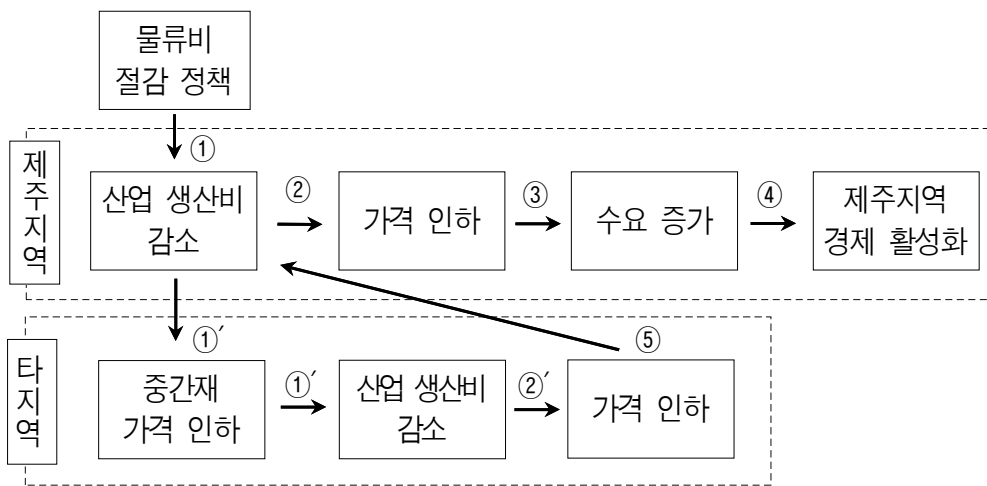 물류비
절감 정책
①
제주지역
산업 생산비
감소
②
가격 인하
③
수요 증가
④
제주지역
경제 활성화
①′
⑤
타지역
중간재
가격 인하
①′
산업 생산비
감소
②′
가격 인하